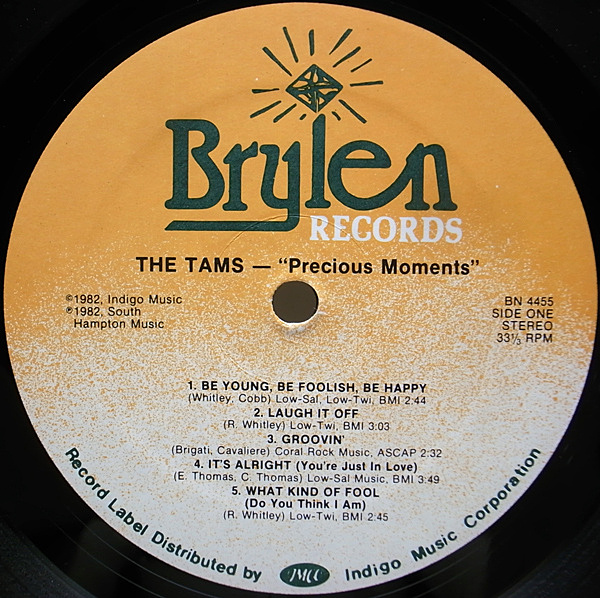 Brylen
RECORDS
THE TAMS — "Precious Moments"
©1982, Indigo Music
℗1982, South
Hampton Music
BN 4455
SIDE ONE
STEREO
33⅓ RPM
1. BE YOUNG, BE FOOLISH, BE HAPPY
(Whitley, Cobb) Low-Sal, Low-Twi, BMI 2:44
2. LAUGH IT OFF
(R. Whitley) Low-Twi, BMI 3:03
3. GROOVIN'
(Brigati, Cavaliere) Coral Rock Music, ASCAP 2:32
4. IT'S ALRIGHT (You're Just In Love)
(E. Thomas, C. Thomas) Low-Sal Music, BMI 3:49
5. WHAT KIND OF FOOL
(Do You Think I Am)
(R. Whitley) Low-Twi, BMI 2:45
Record Label Distributed by IMCC Indigo Music Corporation